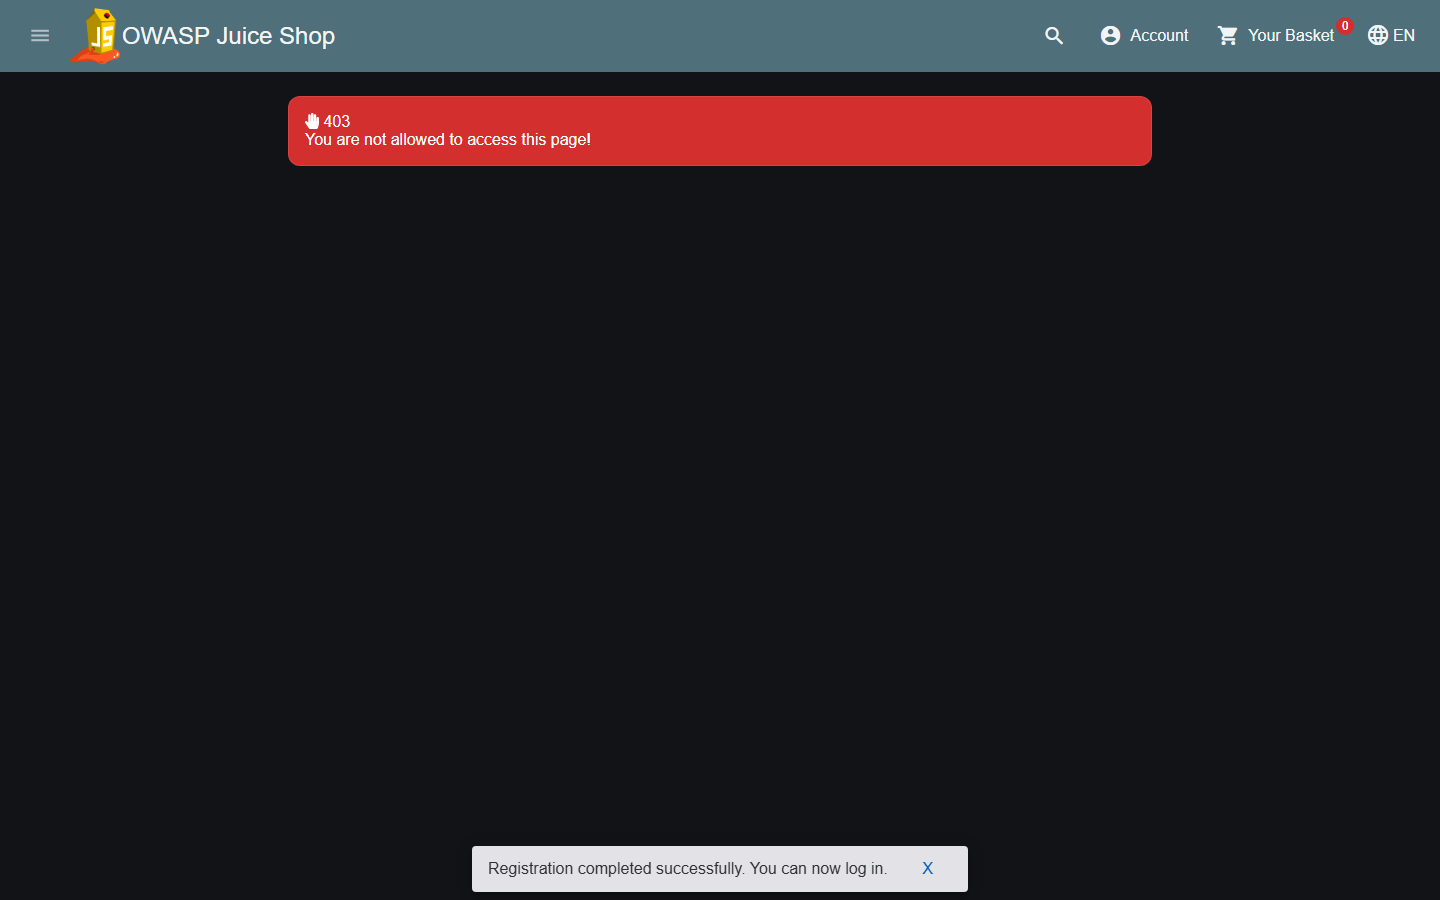 JS
OWASP Juice Shop
Account
Your Basket
0
EN
403
You are not allowed to access this page!
Registration completed successfully. You can now log in.
X